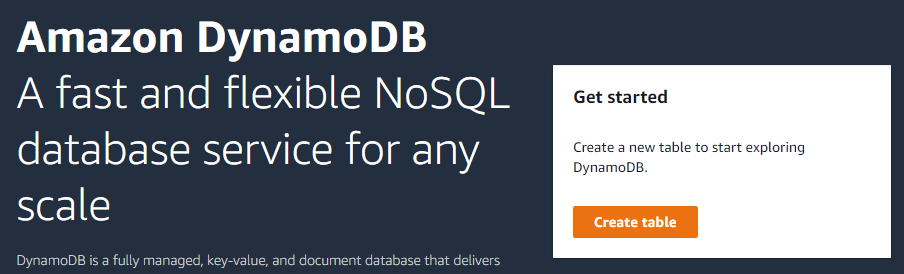 Amazon DynamoDB
A fast and flexible NoSQL
database service for any
scale
DynamoDB is a fully managed, key-value, and document database that delivers
Get started
Create a new table to start exploring
DynamoDB.
Create table